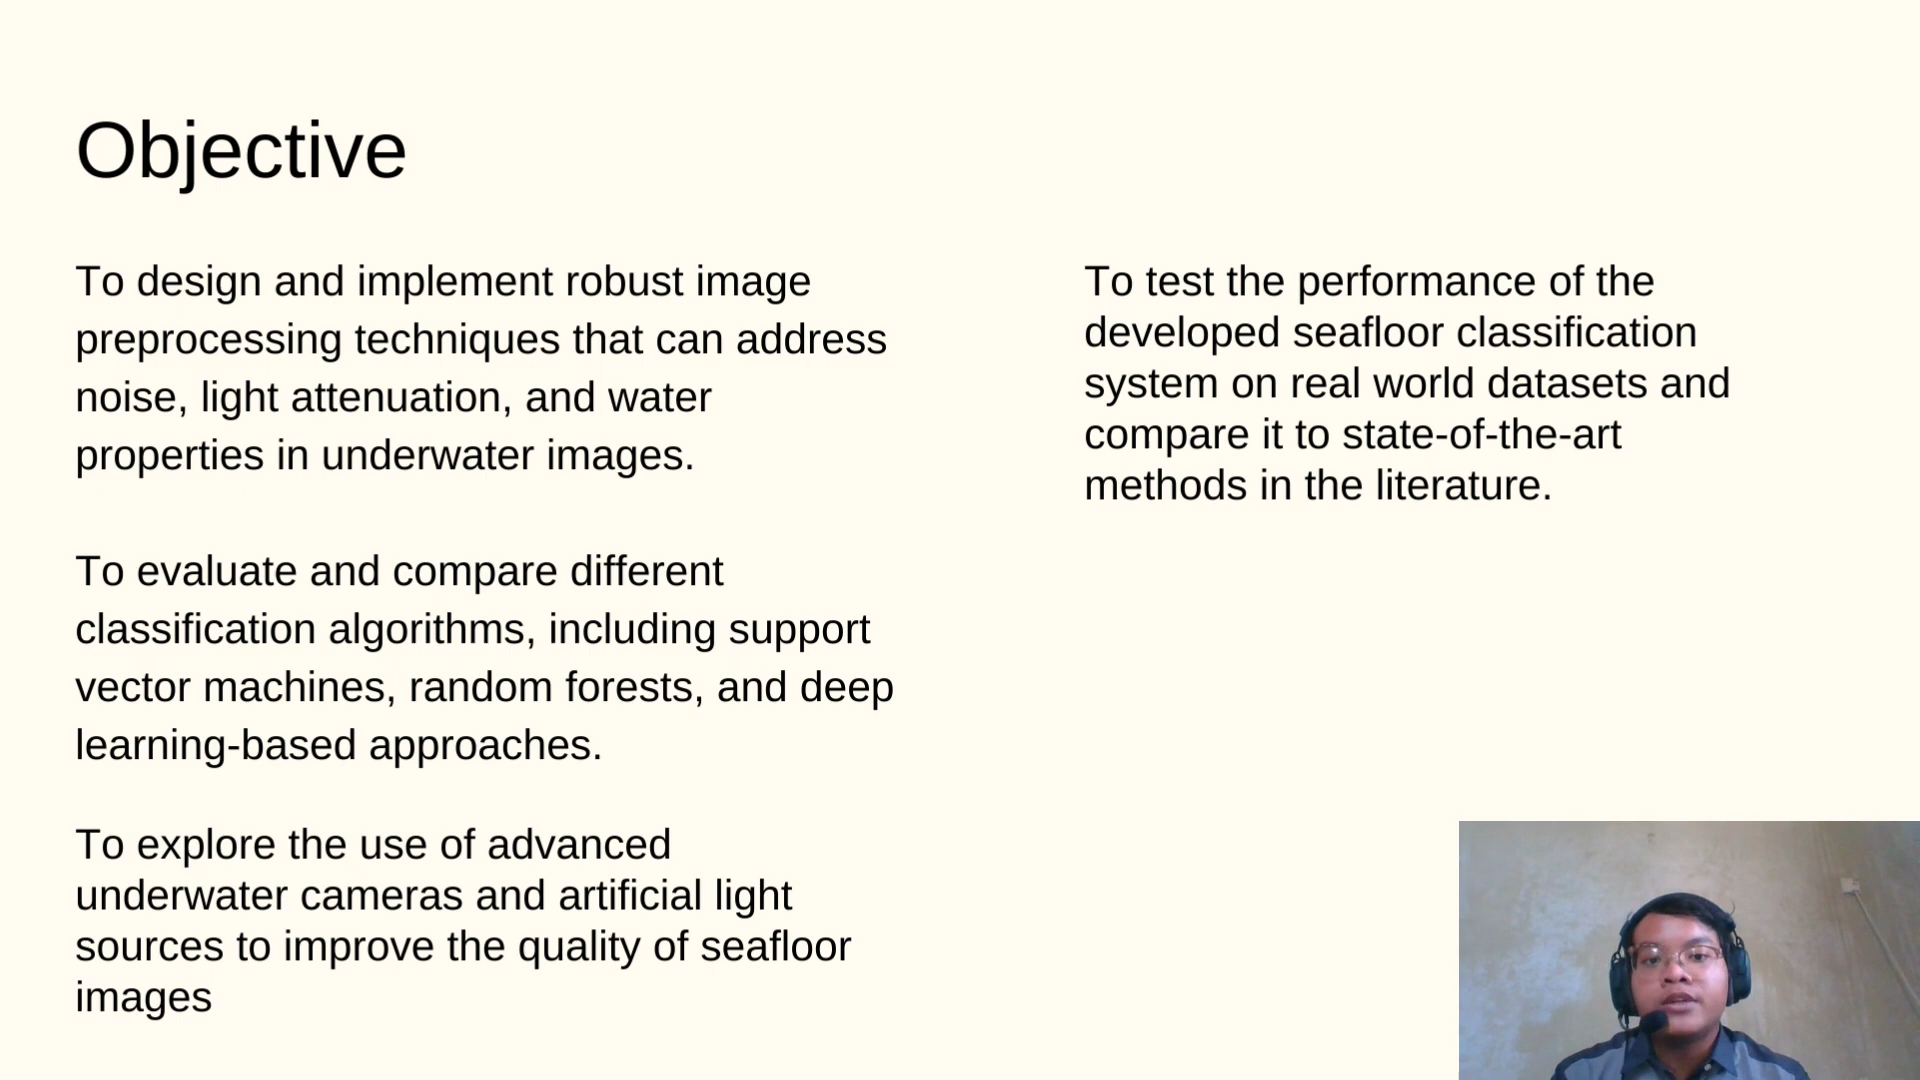 Objective
To design and implement robust image
preprocessing techniques that can address
noise, light attenuation, and water
properties in underwater images.
To evaluate and compare different
classification algorithms, including support
vector machines, random forests, and deep
learning-based approaches.
To explore the use of advanced
underwater cameras and artificial light
sources to improve the quality of seafloor
images
To test the performance of the
developed seafloor classification
system on real world datasets and
compare it to state-of-the-art
methods in the literature.